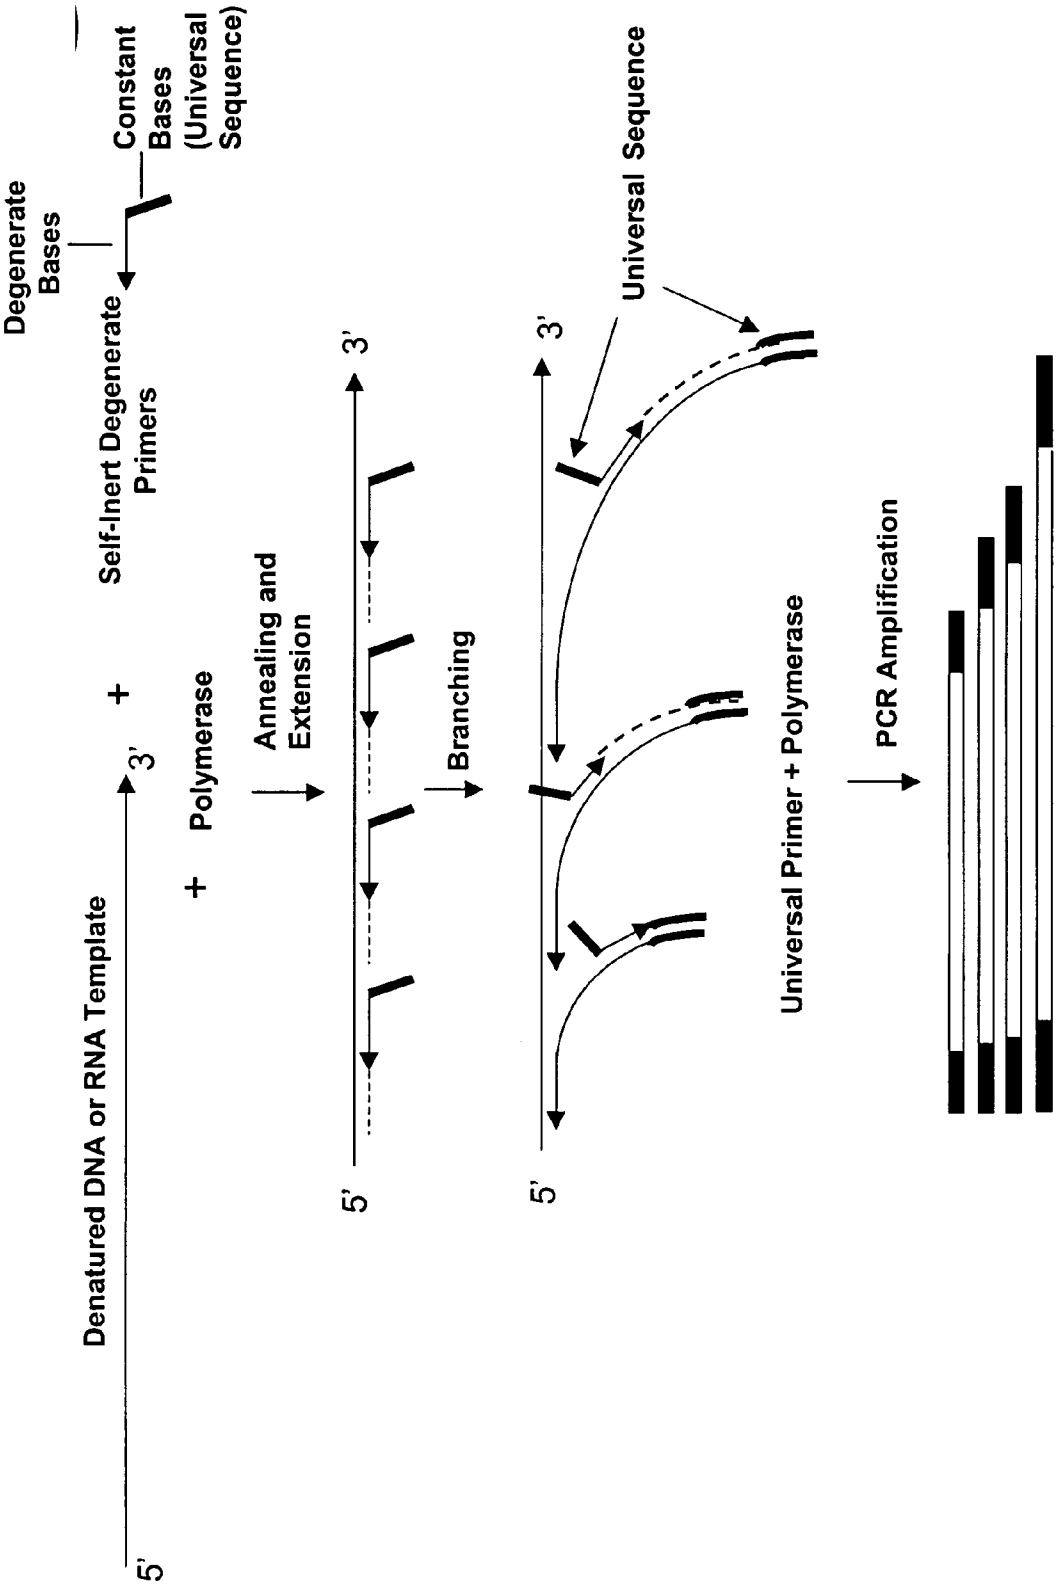 Degenerate
Bases
Constant
Bases
(Universal
Sequence)
Denatured DNA or RNA Template
5'
3'
+
Self-Inert Degenerate
Primers
+
Polymerase
Annealing and
Extension
5'
3'
Branching
5'
3'
Universal Sequence
Universal Primer + Polymerase
PCR Amplification